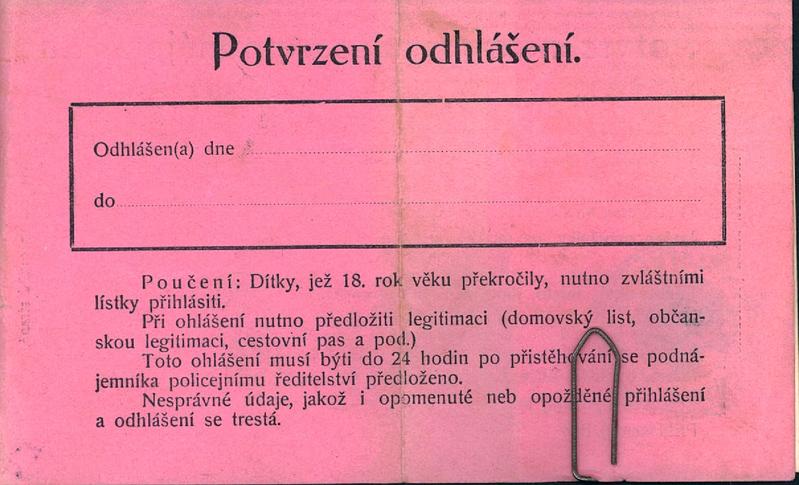 Potvrzení odhlášení.
Odhlášen(a) dne
do
Poučení: Dítky, jež 18. rok věku překročily, nutno zvláštními
lístky přihlásiti.
Při ohlášení nutno předložiti legitimaci (domovský list, občan-
skou legitimaci, cestovní pas a pod.)
Toto ohlášení musí býti do 24 hodin po přistěhování se podná-
jemníka policejnímu ředitelství předloženo.
Nesprávné údaje, jakož i opomenuté neb opožděné přihlášení
a odhlášení se trestá.